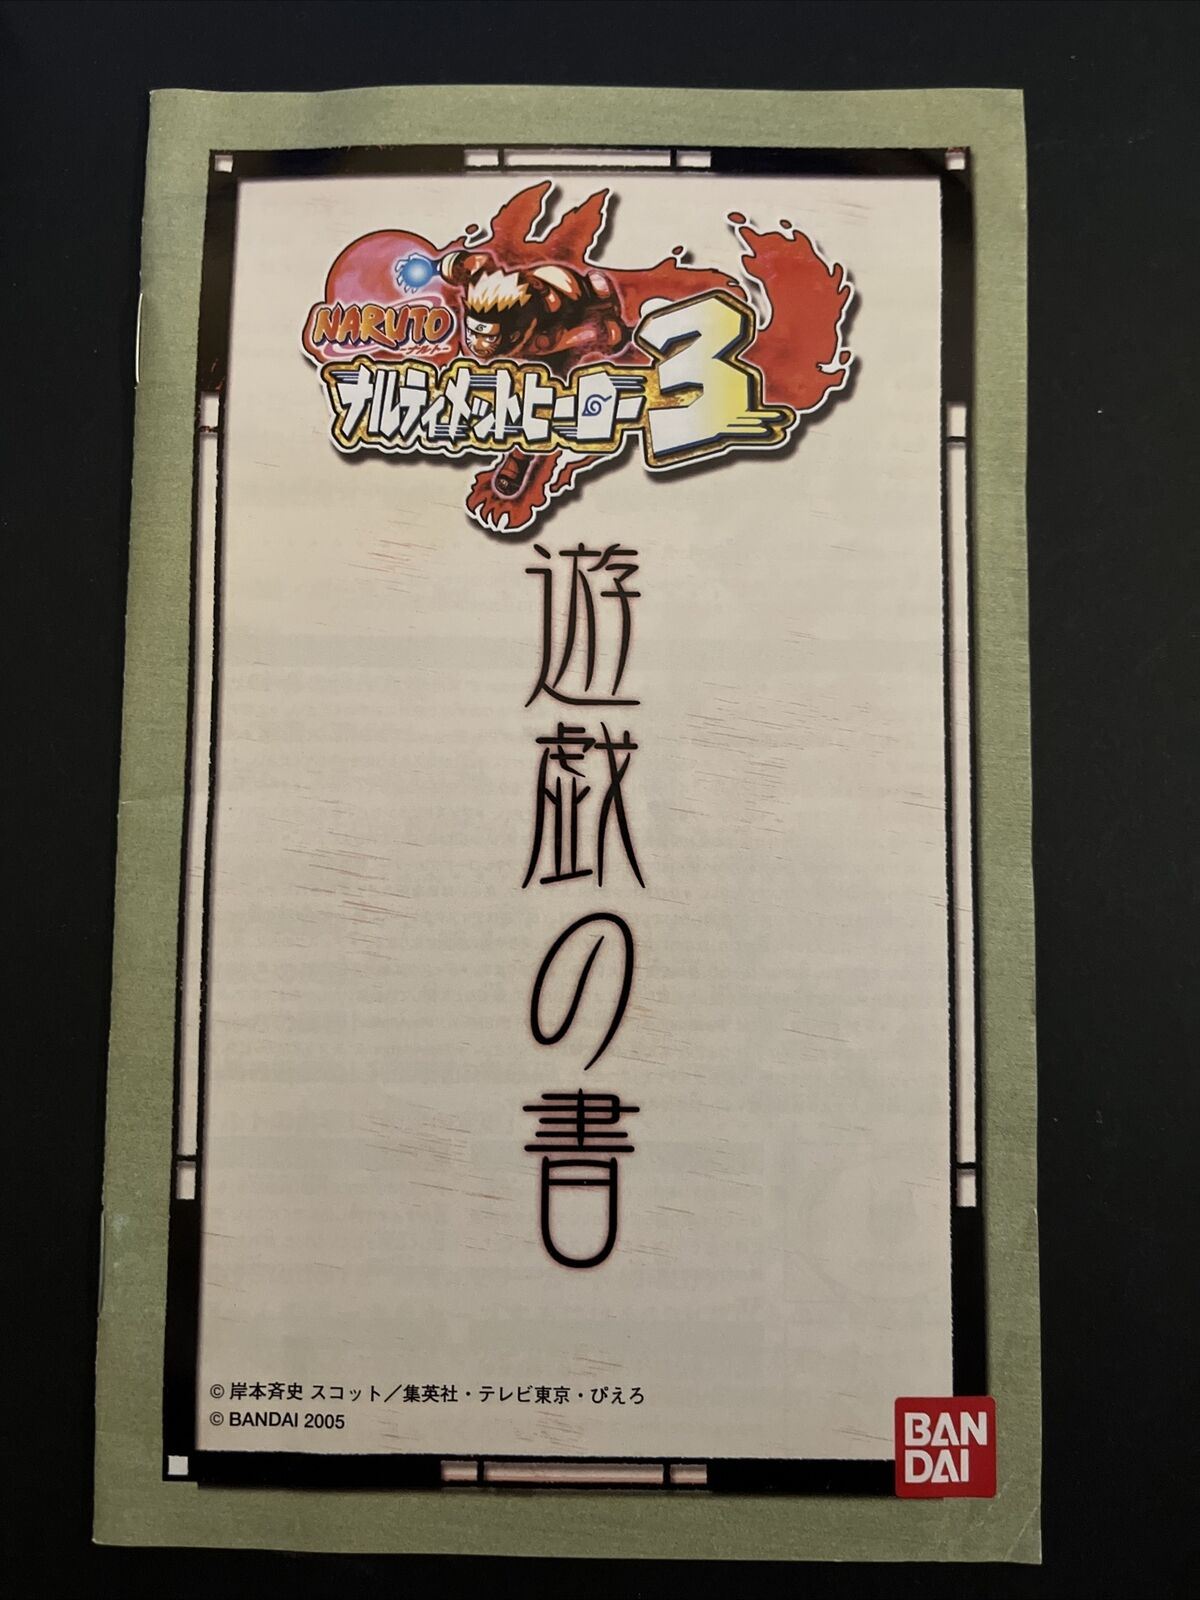 NARUTO
-ナルト-
ナルティメットヒーロー3
遊戯の書
© 岸本斉史 スコット／集英社・テレビ東京・ぴえろ
© BANDAI 2005
BAN
DAI